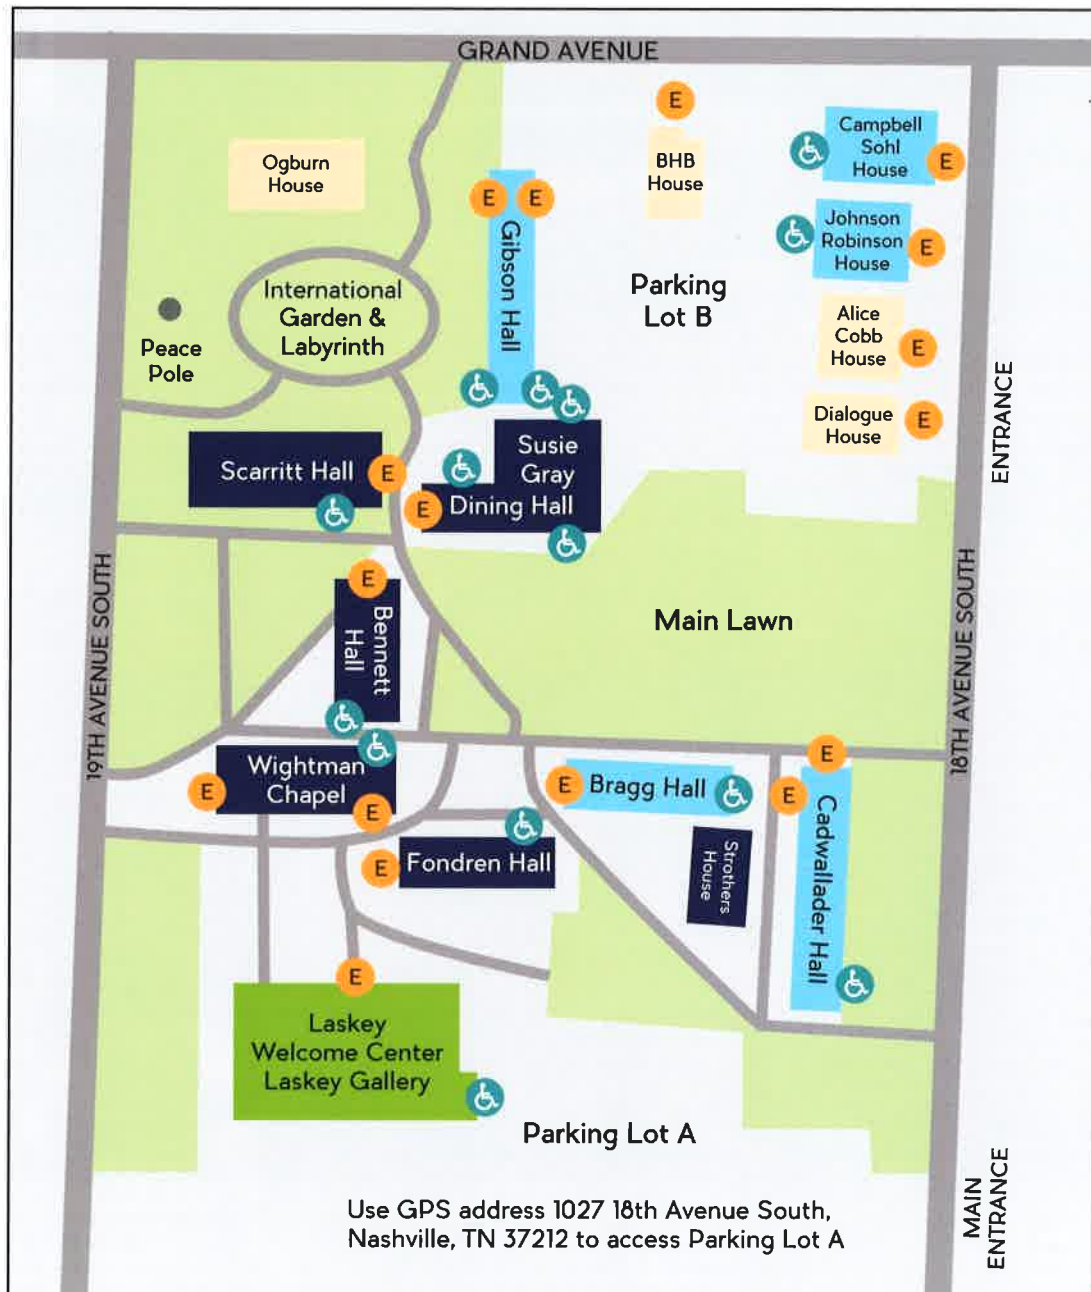 GRAND AVENUE
E
Campbell
Sohl
House
E
Ogburn
House
BHB
House
E
E
Gibson Hall
Johnson
Robinson
House
E
International
Garden &
Labyrinth
Parking
Lot B
Peace
Pole
Alice
Cobb
House
E
ENTRANCE
Dialogue
House
E
Scarritt Hall
E
Susie
Gray
Dining Hall
E
19TH AVENUE SOUTH
18TH AVENUE SOUTH
E
Bennett
Hall
Main Lawn
Wightman
Chapel
E
E
E
Bragg Hall
E
E
Cadwallader Hall
Strothers
House
E
Fondren Hall
E
Laskey
Welcome Center
Laskey Gallery
Parking Lot A
MAIN
ENTRANCE
Use GPS address 1027 18th Avenue South,
Nashville, TN 37212 to access Parking Lot A